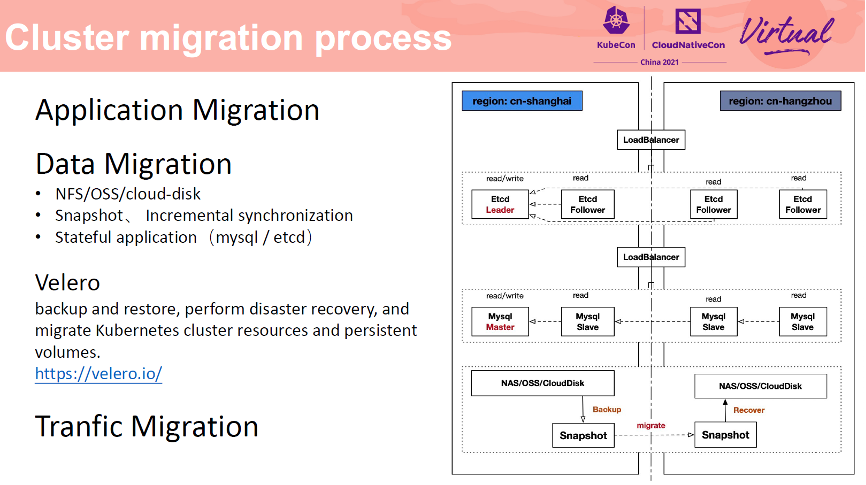 Cluster migration process
KubeCon
CloudNativeCon
China 2021
Virtual
Application Migration
Data Migration
• NFS/OSS/cloud-disk
• Snapshot、 Incremental synchronization
• Stateful application（mysql / etcd）
Velero
backup and restore, perform disaster recovery, and
migrate Kubernetes cluster resources and persistent
volumes.
https://velero.io/
Tranfic Migration
region: cn-shanghai
region: cn-hangzhou
LoadBalancer
read/write
read
read
read
Etcd
Leader
Etcd
Follower
Etcd
Follower
Etcd
Follower
LoadBalancer
read/write
read
read
read
Mysql
Master
Mysql
Slave
Mysql
Slave
Mysql
Slave
NAS/OSS/CloudDisk
NAS/OSS/CloudDisk
Backup
Recover
migrate
Snapshot
Snapshot